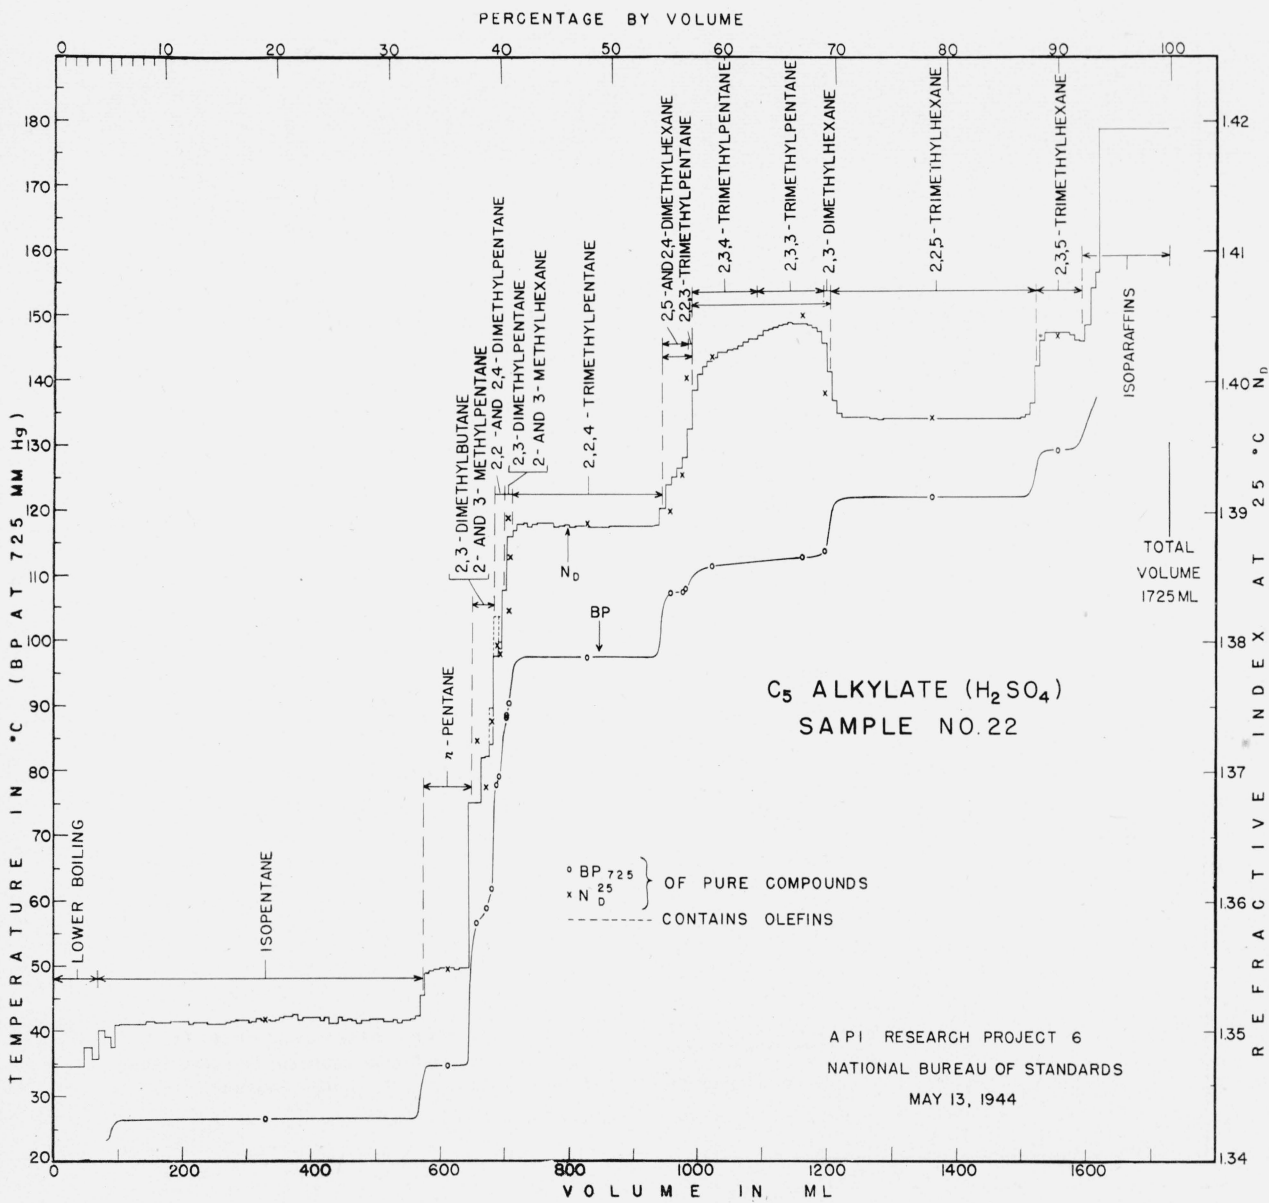 PERCENTAGE BY VOLUME
0 10 20 30 40 50 60 70 80 90 100
TEMPERATURE IN °C (BP AT 725 MM Hg)
180
170
160
150
140
130
120
110
100
90
80
70
60
50
40
30
20
REFRACTIVE INDEX AT 25 °C
N_D
1.42
1.41
1.40
1.39
1.38
1.37
1.36
1.35
1.34
LOWER BOILING
ISOPENTANE
n-PENTANE
2,3-DIMETHYLBUTANE
2- AND 3-METHYLPENTANE
2,2-AND 2,4-DIMETHYLPENTANE
2,3-DIMETHYLPENTANE
2-AND 3-METHYLHEXANE
2,2,4-TRIMETHYLPENTANE
2,5-AND 2,4-DIMETHYLHEXANE
2,2,3-TRIMETHYLPENTANE
2,3,4-TRIMETHYLPENTANE
2,3,3-TRIMETHYLPENTANE
2,3-DIMETHYLHEXANE
2,2,5-TRIMETHYLHEXANE
2,3,5-TRIMETHYLHEXANE
ISOPARAFFINS
N_D
BP
TOTAL
VOLUME
1725 ML
C5 ALKYLATE (H2SO4)
SAMPLE NO. 22
o BP 725
x N 25 D
OF PURE COMPOUNDS
------ CONTAINS OLEFINS
API RESEARCH PROJECT 6
NATIONAL BUREAU OF STANDARDS
MAY 13, 1944
0 200 400 600 800 1000 1200 1400 1600
VOLUME IN ML